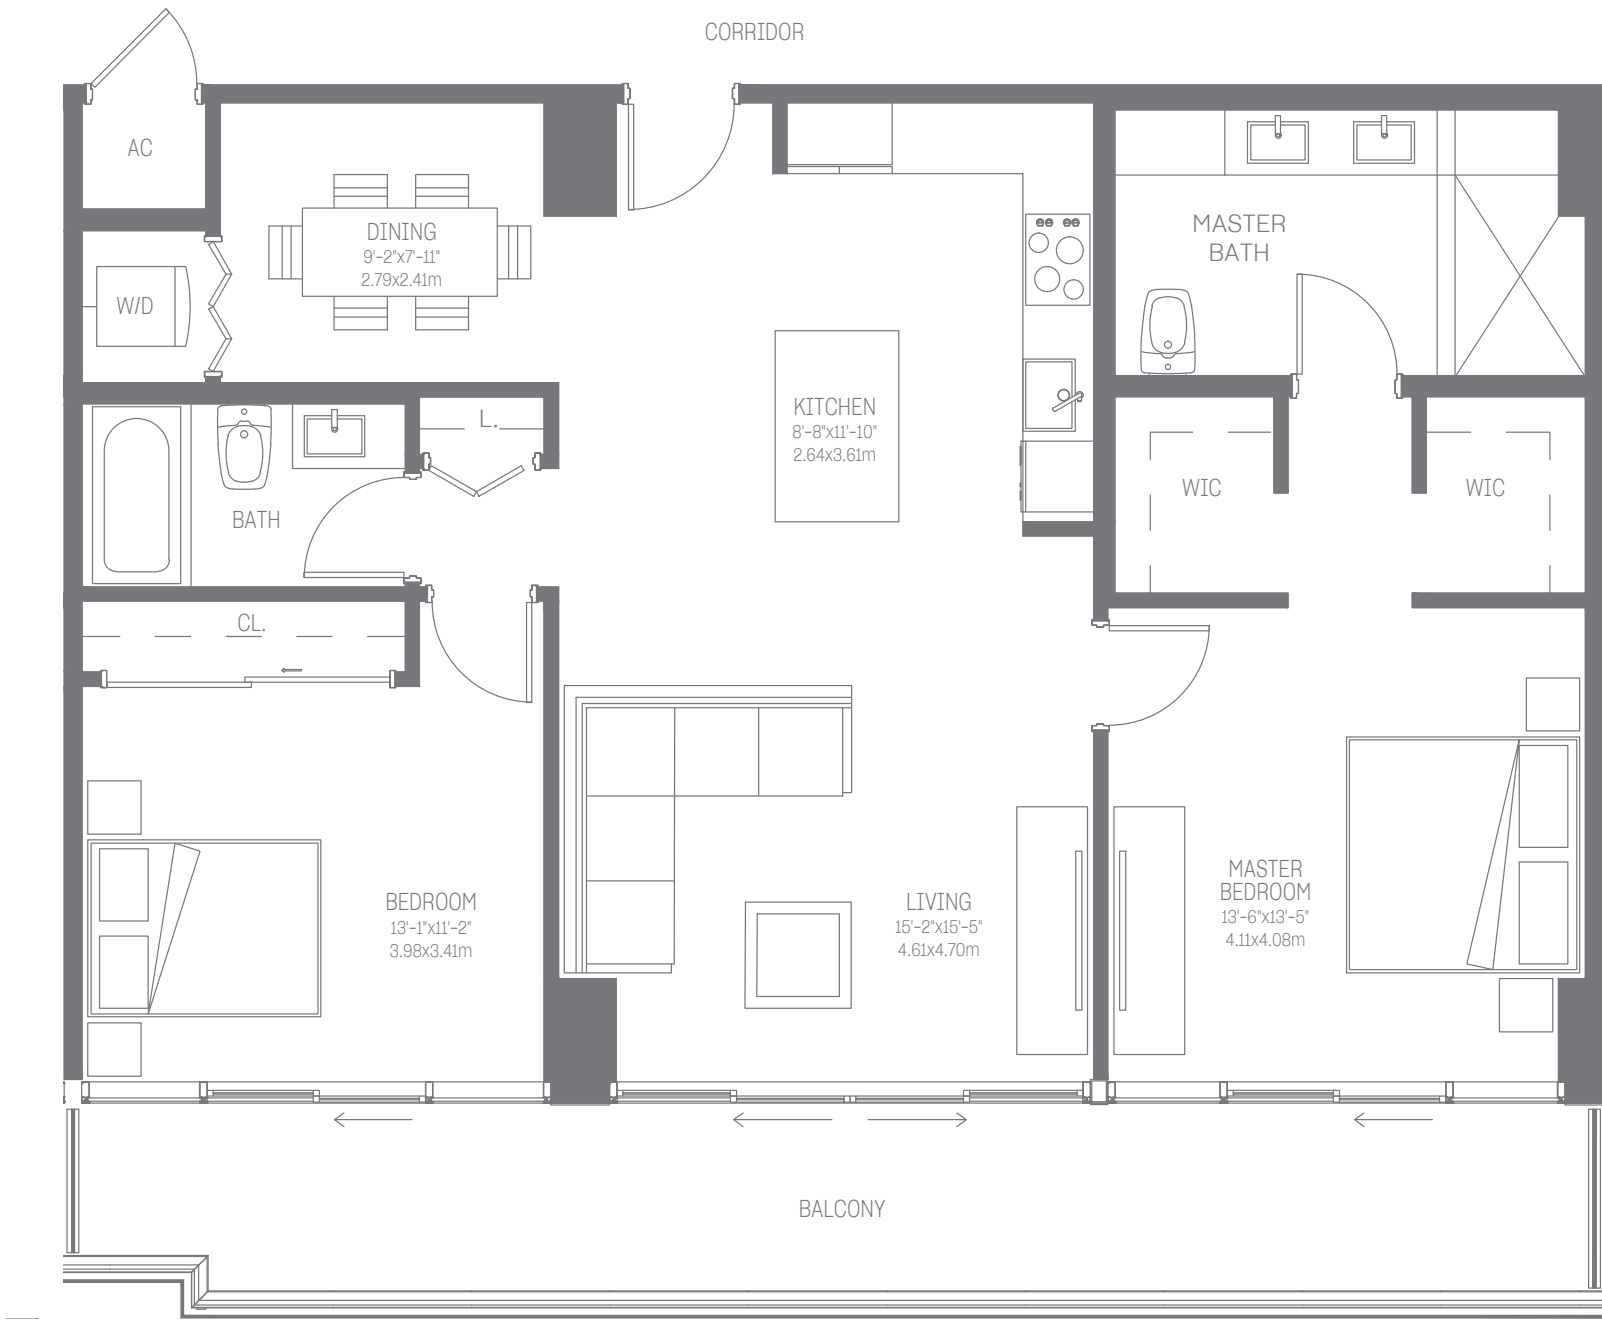 CORRIDOR
AC
DINING
9'-2"x7'-11"
2.79x2.41m
W/D
MASTER
BATH
KITCHEN
8'-8"x11'-10"
2.64x3.61m
L.
BATH
WIC
WIC
CL.
BEDROOM
13'-1"x11'-2"
3.98x3.41m
LIVING
15'-2"x15'-5"
4.61x4.70m
MASTER
BEDROOM
13'-6"x13'-5"
4.11x4.08m
BALCONY